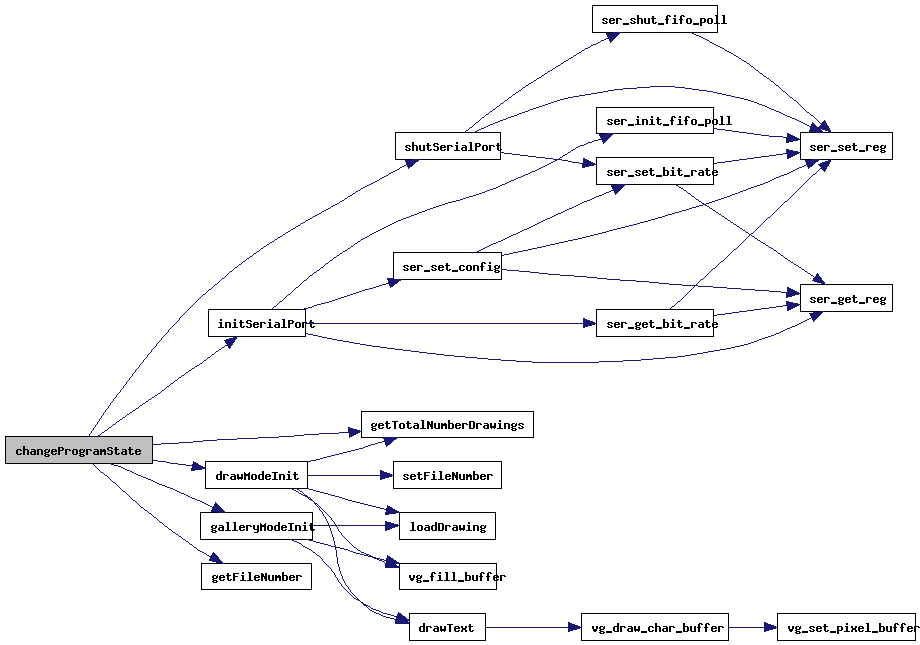 ser_shut_fifo_poll
ser_init_fifo_poll
shutSerialPort
ser_set_reg
ser_set_bit_rate
ser_set_config
ser_get_reg
initSerialPort
ser_get_bit_rate
getTotalNumberDrawings
changeProgramState
drawModeInit
setFileNumber
galleryModeInit
loadDrawing
getFileNumber
vg_fill_buffer
drawText
vg_draw_char_buffer
vg_set_pixel_buffer